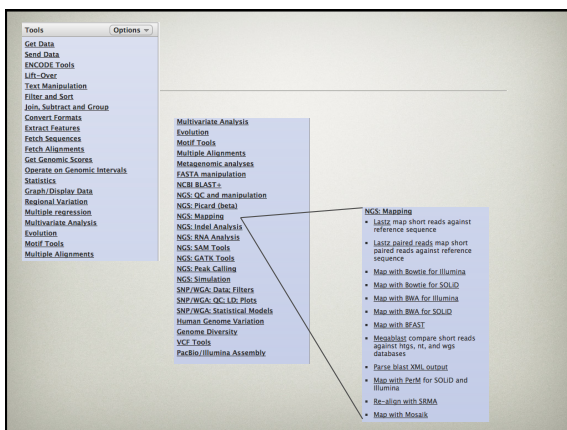 Tools
Options
Get Data
Send Data
ENCODE Tools
Lift-Over
Text Manipulation
Filter and Sort
Join, Subtract and Group
Convert Formats
Extract Features
Fetch Sequences
Fetch Alignments
Get Genomic Scores
Operate on Genomic Intervals
Statistics
Graph/Display Data
Regional Variation
Multiple regression
Multivariate Analysis
Evolution
Motif Tools
Multiple Alignments
Multivariate Analysis
Evolution
Motif Tools
Multiple Alignments
Metagenomic analyses
FASTA manipulation
NCBI BLAST+
NGS: QC and manipulation
NGS: Picard (beta)
NGS: Mapping
NGS: Indel Analysis
NGS: RNA Analysis
NGS: SAM Tools
NGS: GATK Tools
NGS: Peak Calling
NGS: Simulation
SNP/WGA: Data; Filters
SNP/WGA: QC; LD; Plots
SNP/WGA: Statistical Models
Human Genome Variation
Genome Diversity
VCF Tools
PacBio/Illumina Assembly
NGS: Mapping
• Lastz map short reads against
reference sequence
• Lastz paired reads map short
paired reads against reference
sequence
• Map with Bowtie for Illumina
• Map with Bowtie for SOLiD
• Map with BWA for Illumina
• Map with BWA for SOLiD
• Map with BFAST
• Megablast compare short reads
against htgs, nt, and wgs
databases
• Parse blast XML output
• Map with PerM for SOLiD and
Illumina
• Re-align with SRMA
• Map with Mosaik